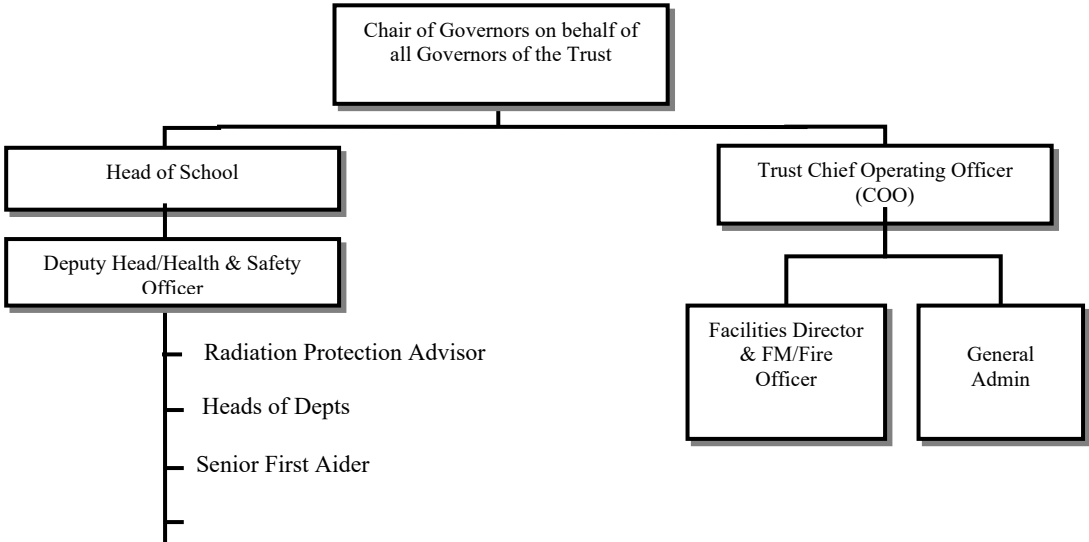 Chair of Governors on behalf of
all Governors of the Trust
Head of School
Trust Chief Operating Officer
(COO)
Deputy Head/Health & Safety
Officer
Facilities Director
& FM/Fire
Officer
General
Admin
Radiation Protection Advisor
Heads of Depts
Senior First Aider